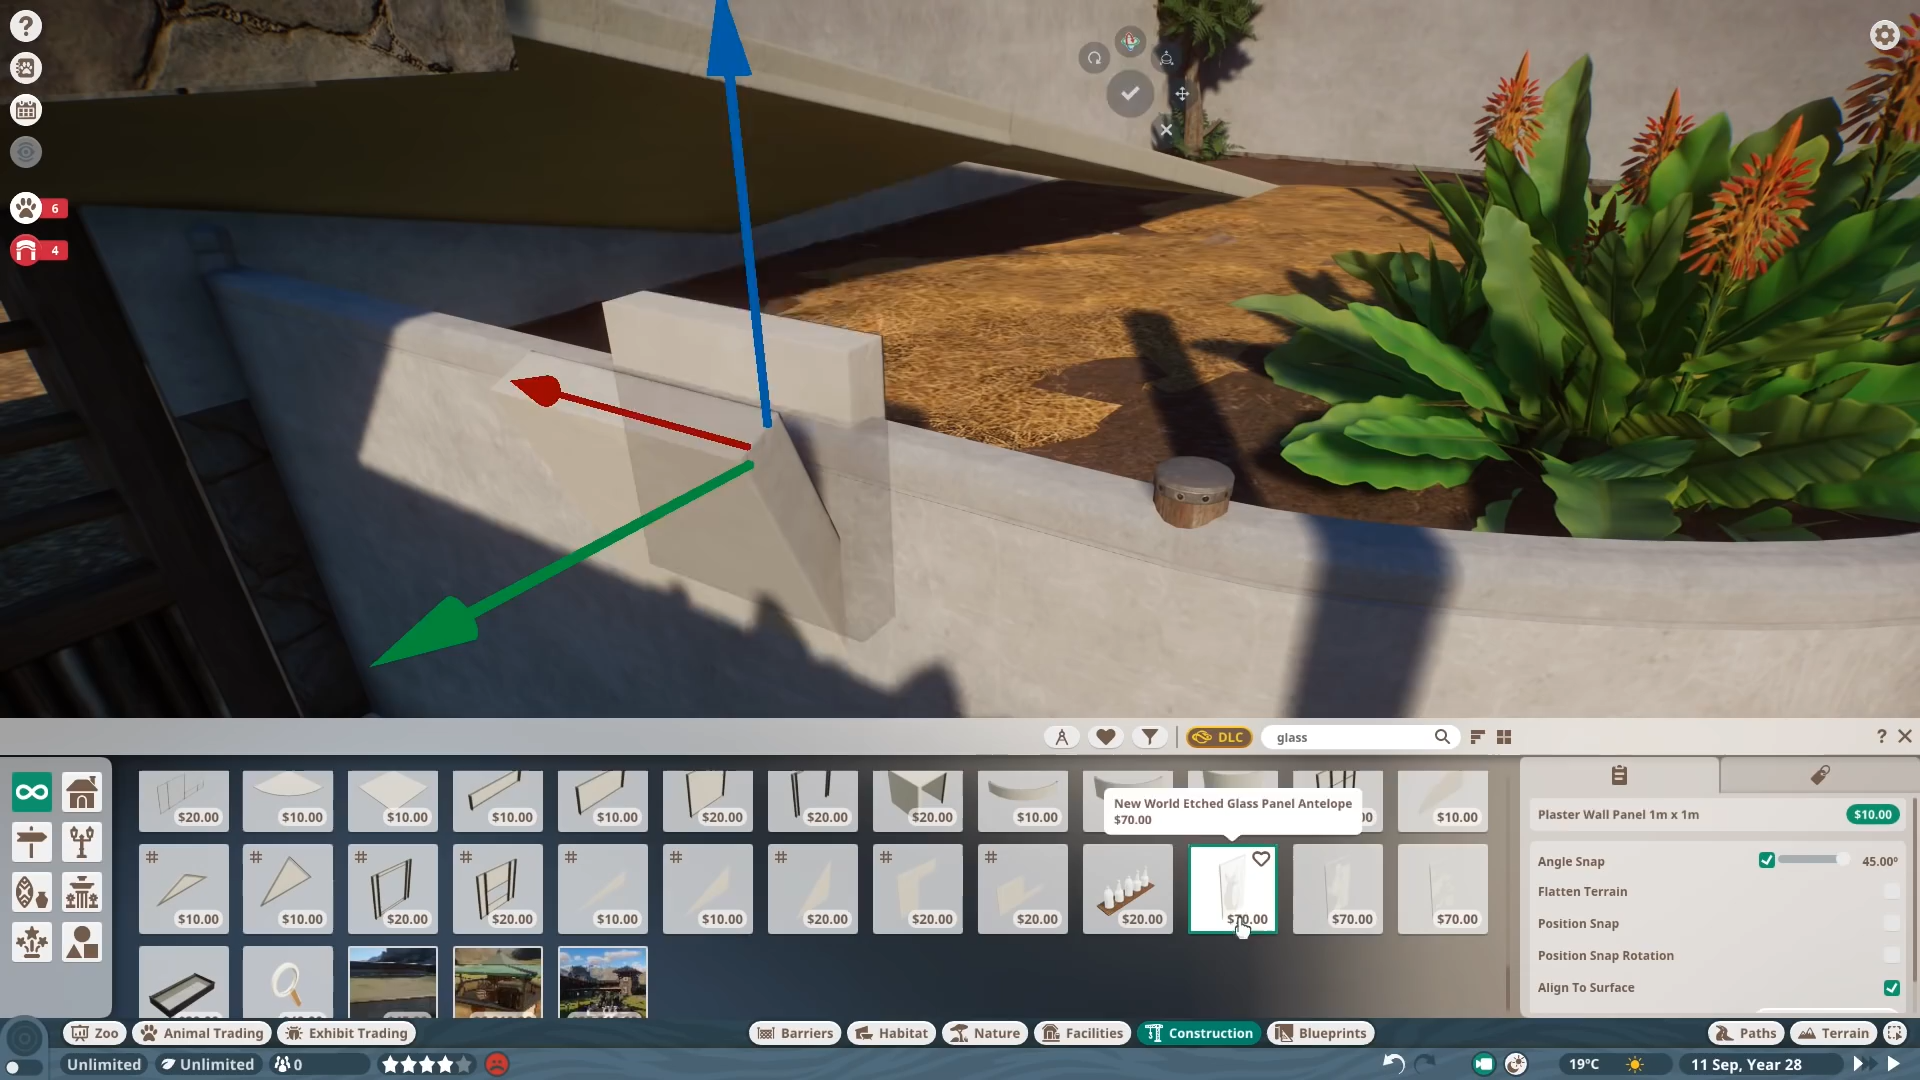 ?
6
4
DLC
glass
?
$20.00
$10.00
$10.00
$10.00
$10.00
$20.00
$20.00
$20.00
$10.00
$10.00
New World Etched Glass Panel Antelope
$70.00
#
$10.00
#
$10.00
#
$20.00
#
$20.00
#
$10.00
#
$10.00
#
$20.00
#
$20.00
#
$20.00
$20.00
$70.00
$70.00
$70.00
Plaster Wall Panel 1m x 1m
$10.00
Angle Snap
45.00°
Flatten Terrain
Position Snap
Position Snap Rotation
Align To Surface
Zoo
Animal Trading
Exhibit Trading
Barriers
Habitat
Nature
Facilities
Construction
Blueprints
Paths
Terrain
Unlimited
Unlimited
0
19°C
11 Sep, Year 28